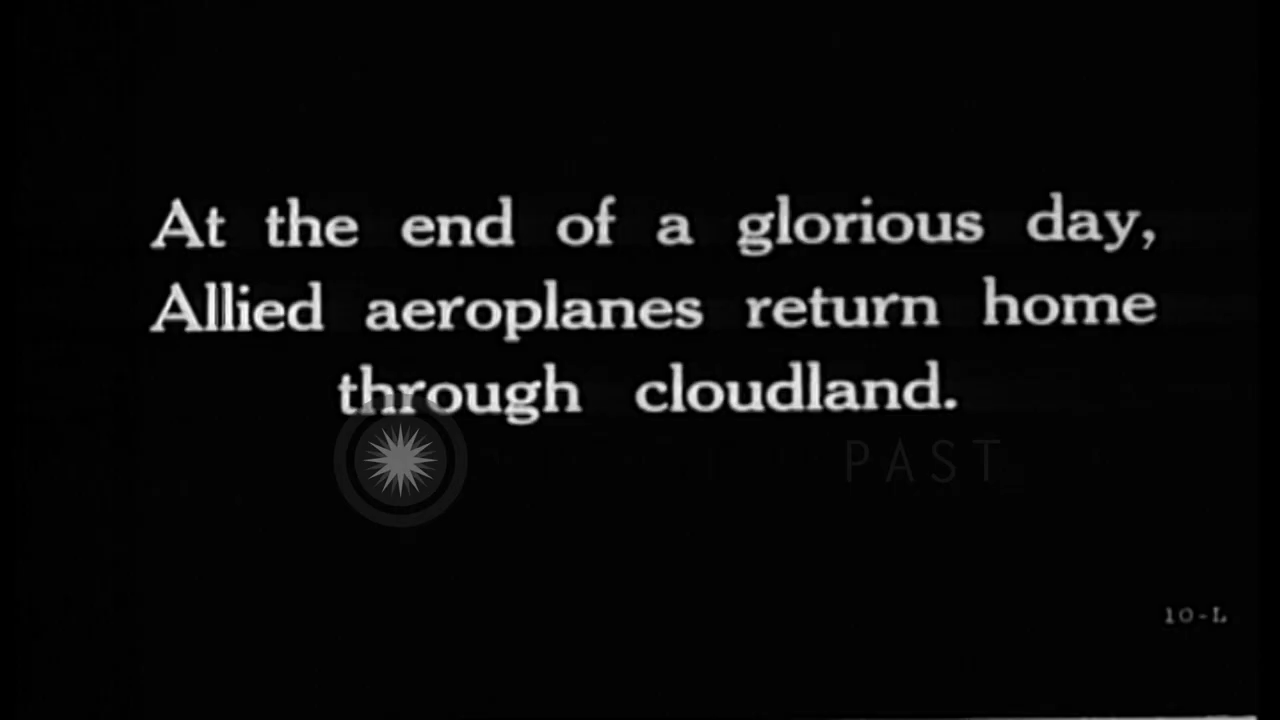 At the end of a glorious day,
Allied aeroplanes return home
through cloudland.
PAST
10-L